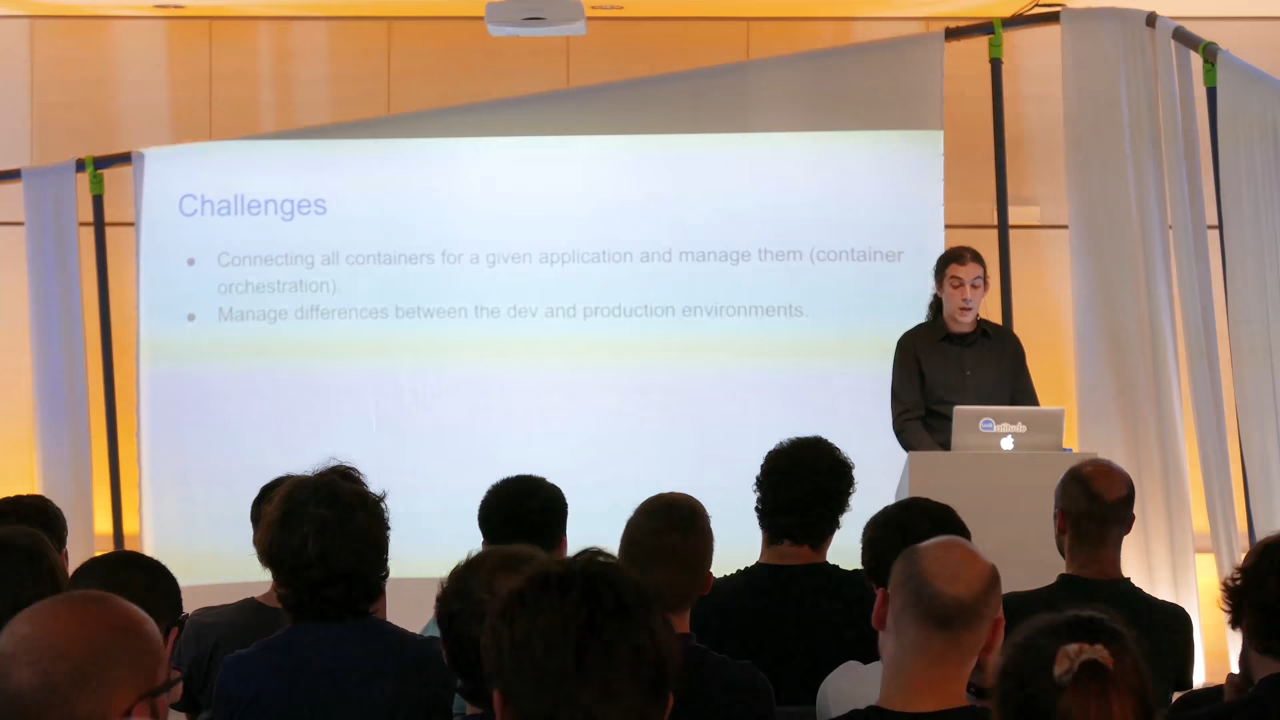 Challenges
● Connecting all containers for a given application and manage them (container
orchestration).
● Manage differences between the dev and production environments.